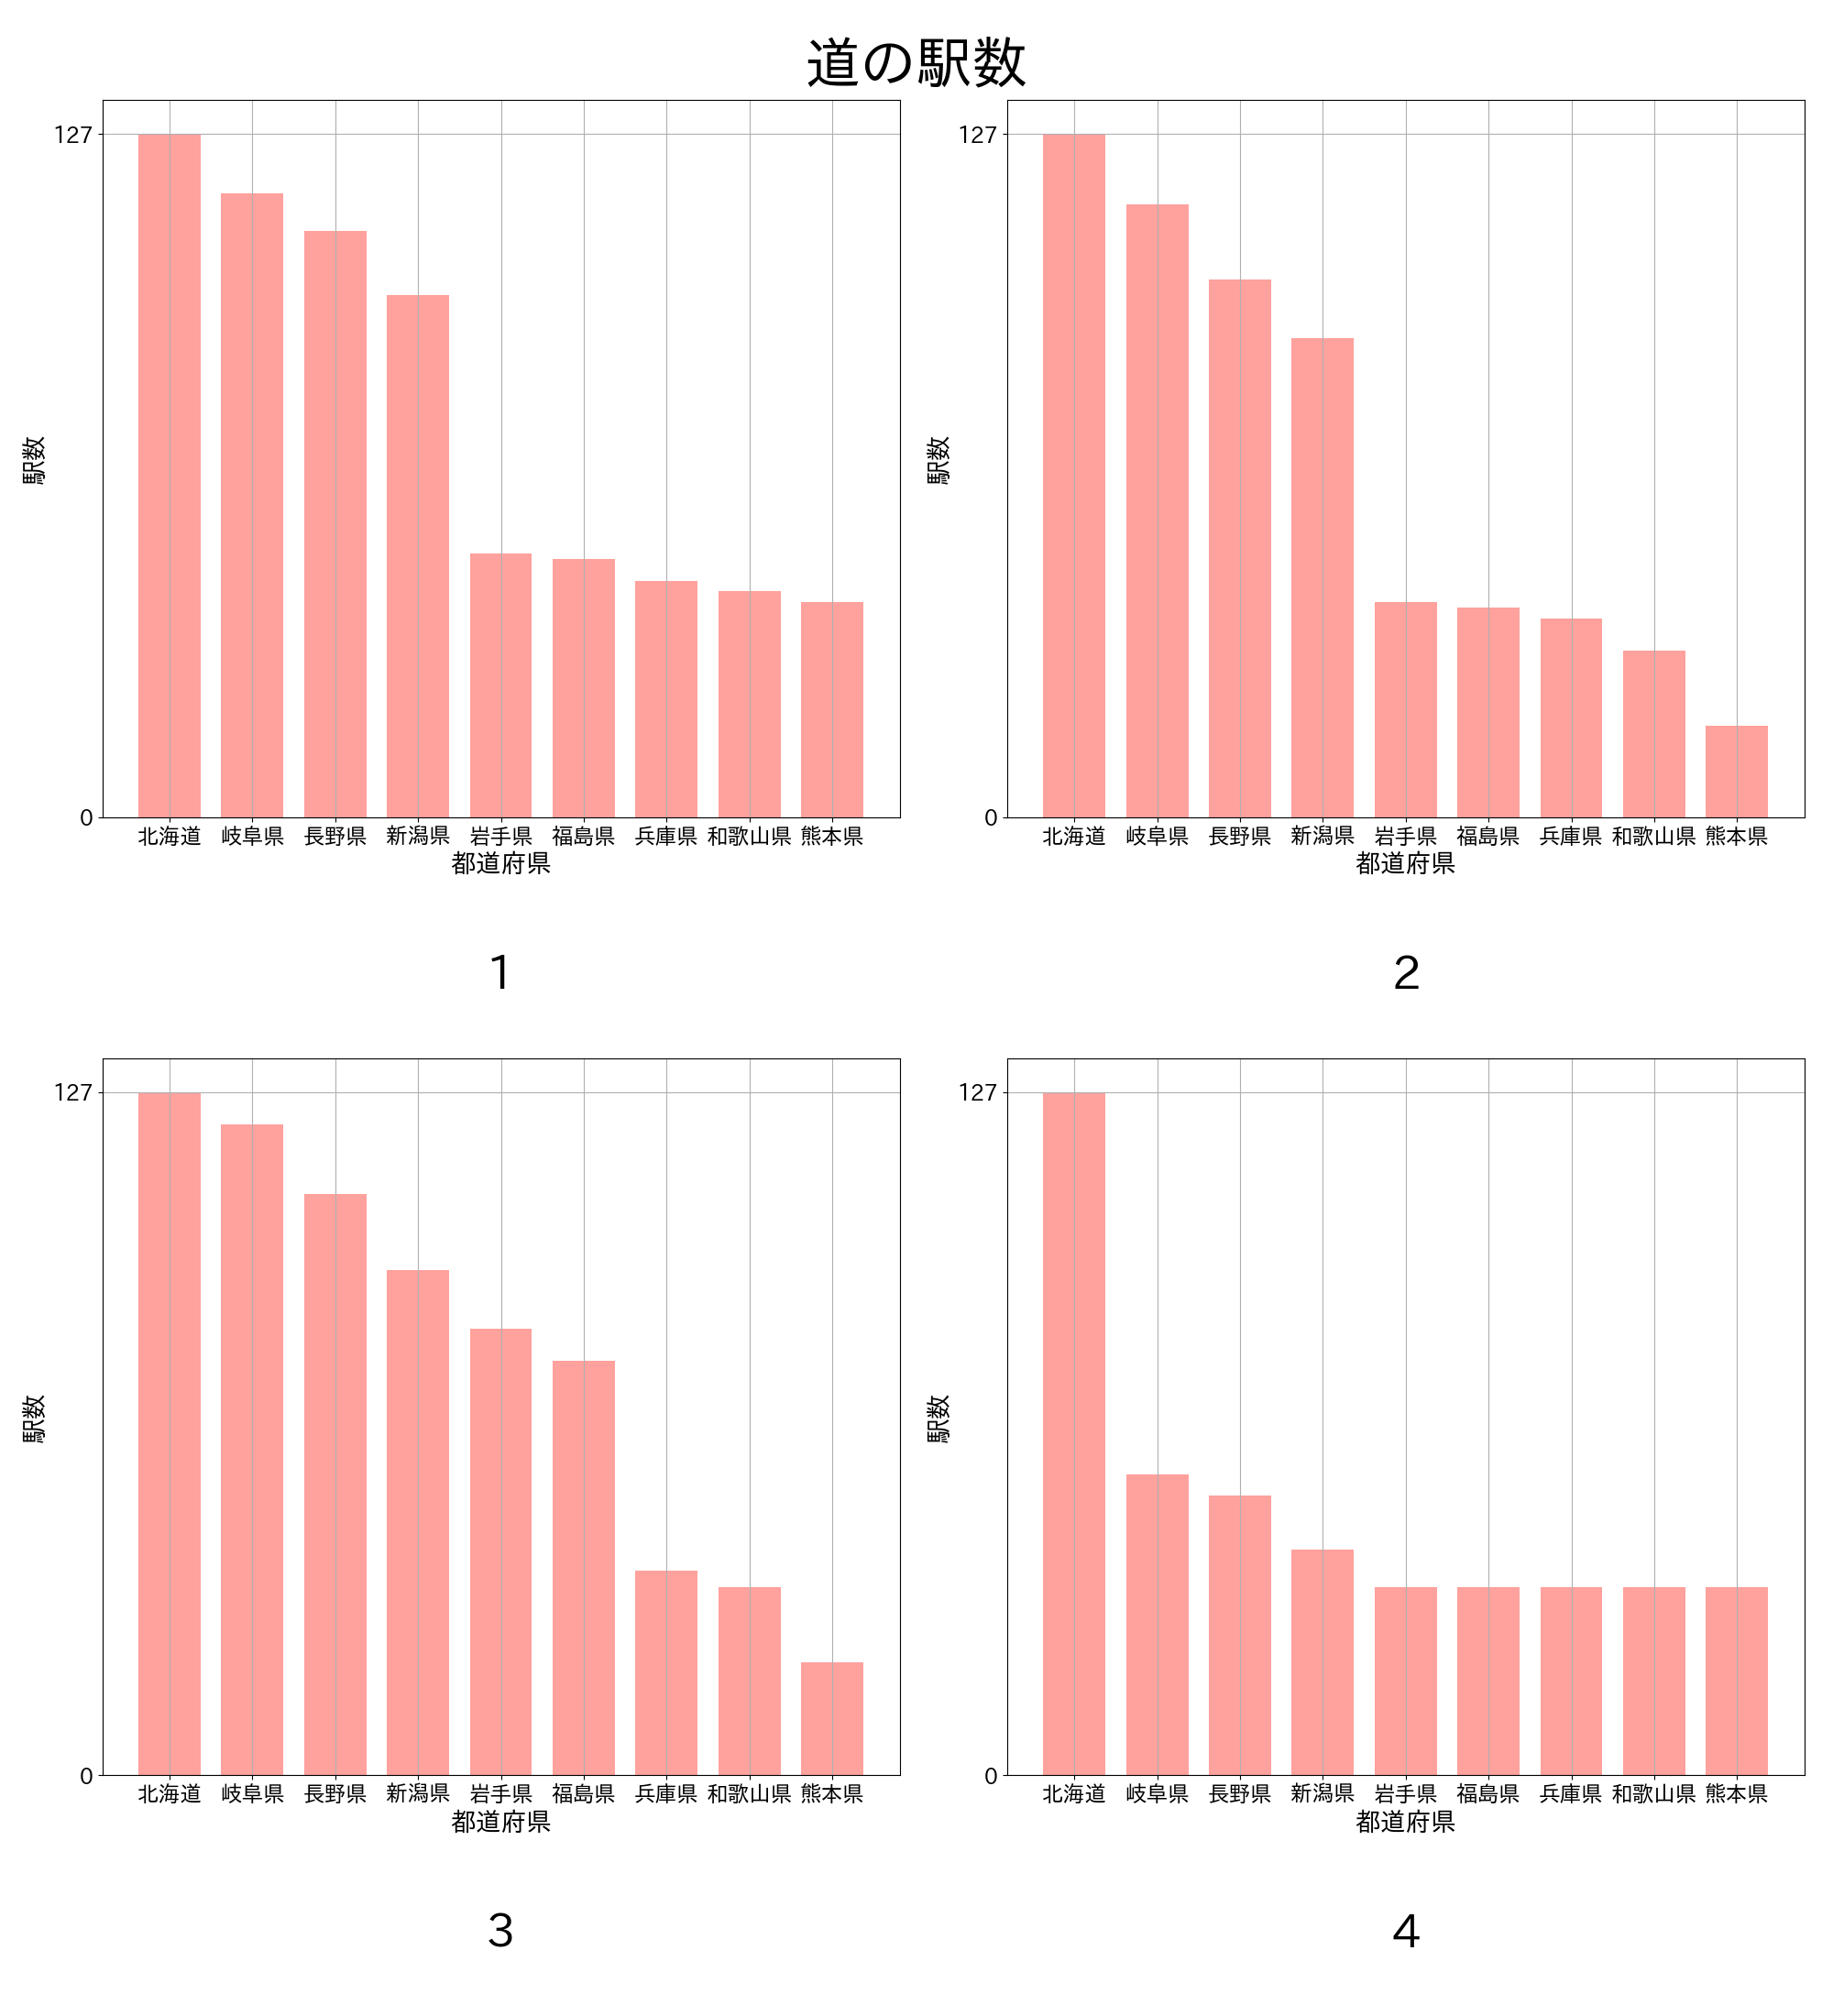 道の駅数
127
駅数
0
北海道 岐阜県 長野県 新潟県 岩手県 福島県 兵庫県 和歌山県 熊本県
都道府県
1
127
駅数
0
北海道 岐阜県 長野県 新潟県 岩手県 福島県 兵庫県 和歌山県 熊本県
都道府県
2
127
駅数
0
北海道 岐阜県 長野県 新潟県 岩手県 福島県 兵庫県 和歌山県 熊本県
都道府県
3
127
駅数
0
北海道 岐阜県 長野県 新潟県 岩手県 福島県 兵庫県 和歌山県 熊本県
都道府県
4